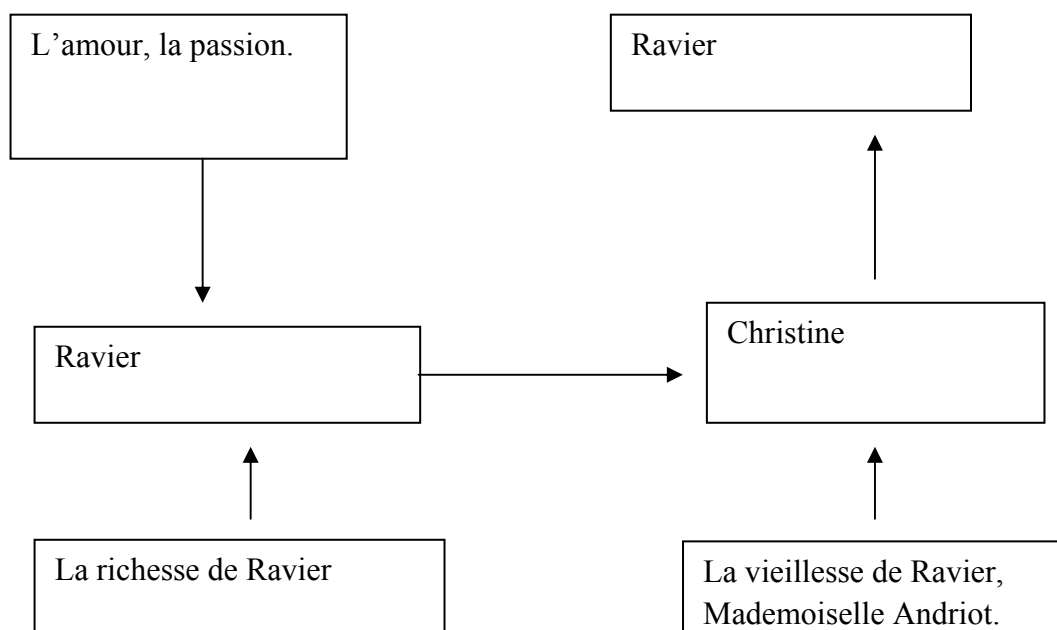 L’amour, la passion.
Ravier
Ravier
Christine
La richesse de Ravier
La vieillesse de Ravier,
Mademoiselle Andriot.